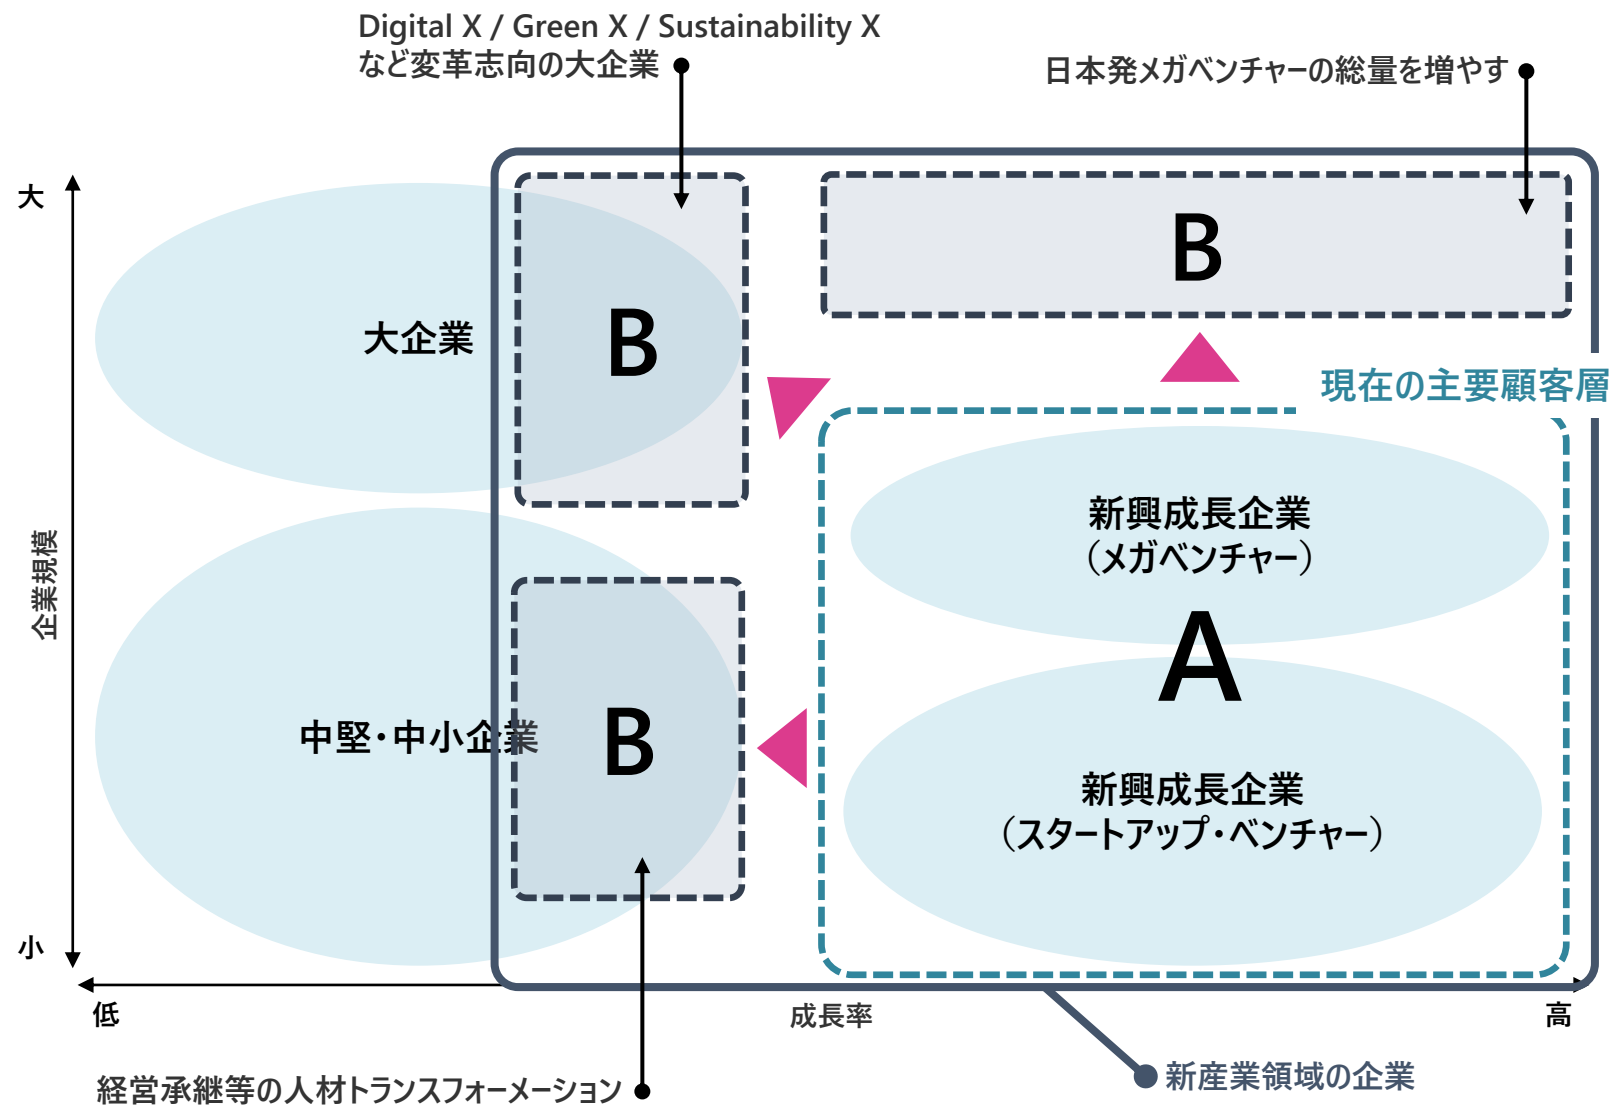 Digital X / Green X / Sustainability X
など変革志向の大企業
日本発メガベンチャーの総量を増やす
大
B
B
大企業
現在の主要顧客層
新興成長企業
（メガベンチャー）
企業規模
A
中堅・中小企業
B
新興成長企業
（スタートアップ・ベンチャー）
小
低
成長率
高
経営承継等の人材トランスフォーメーション
新産業領域の企業